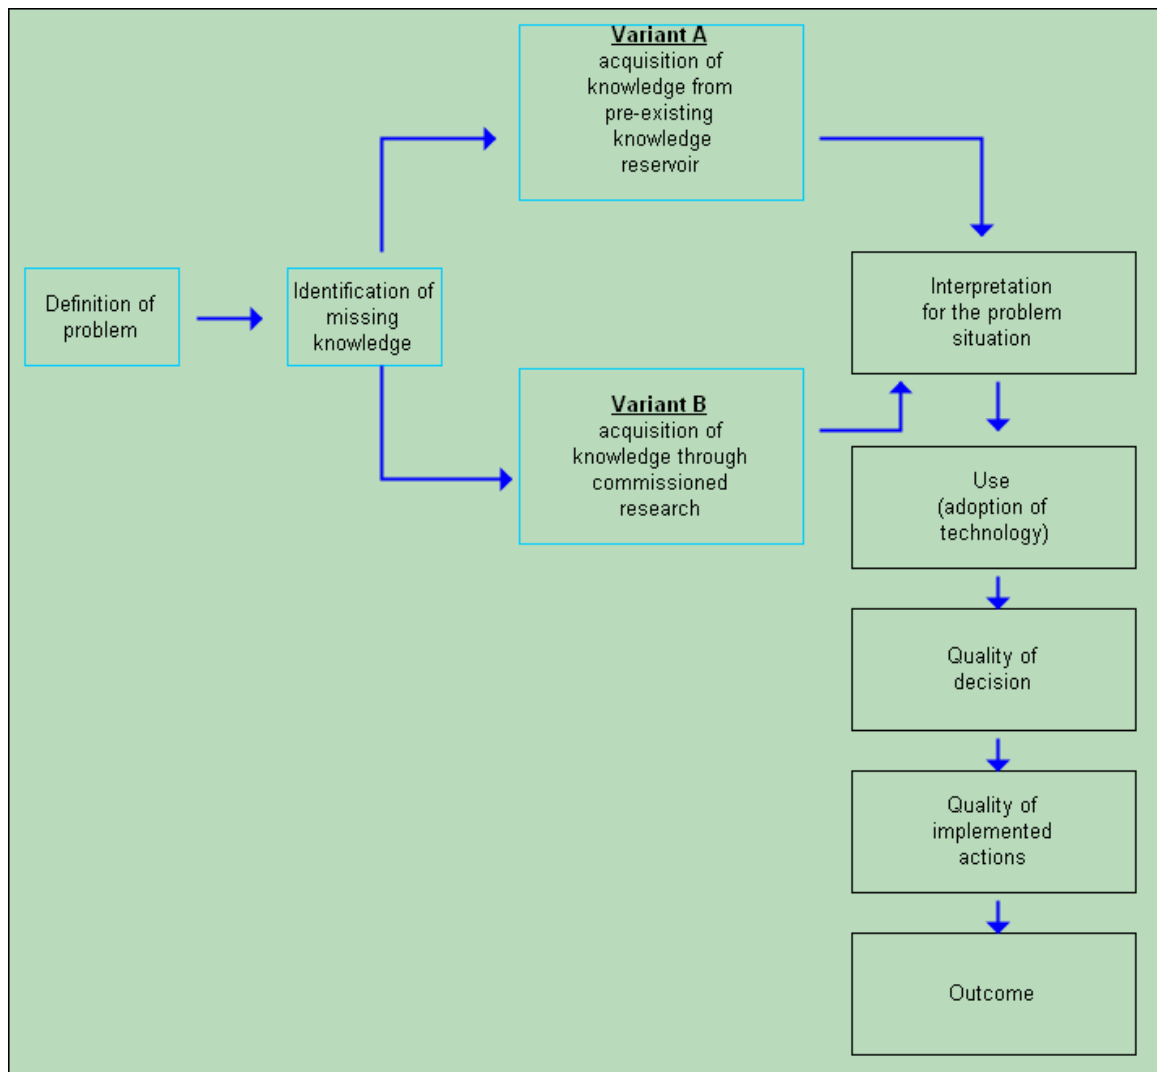 Variant A
acquisition of
knowledge from
pre-existing
knowledge
reservoir
Definition of
problem
Identification of
missing
knowledge
Variant B
acquisition of
knowledge through
commissioned
research
Interpretation
for the problem
situation
Use
(adoption of
technology)
Quality of
decision
Quality of
implemented
actions
Outcome